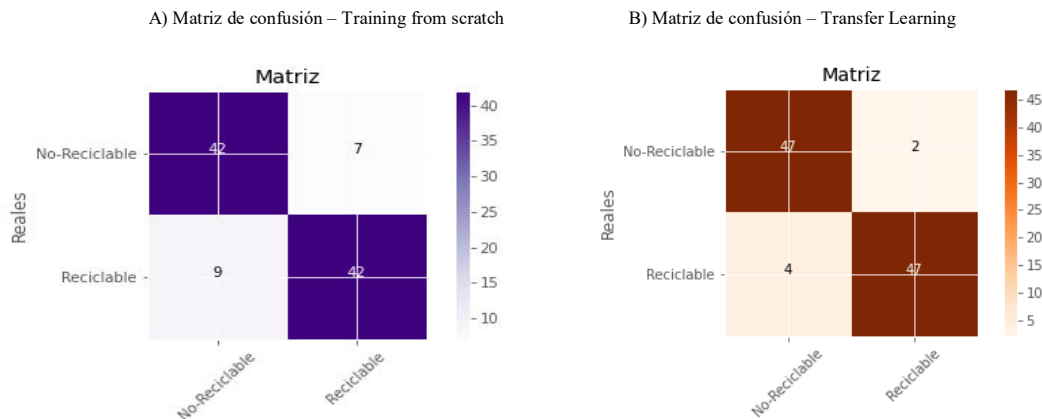 A) Matriz de confusión – Training from scratch
Matriz
Reales
No-Reciclable
Reciclable
42
7
9
42
No-Reciclable
Reciclable
40
35
30
25
20
15
10
B) Matriz de confusión – Transfer Learning
Matriz
Reales
No-Reciclable
Reciclable
47
2
4
47
No-Reciclable
Reciclable
45
40
35
30
25
20
15
10
5